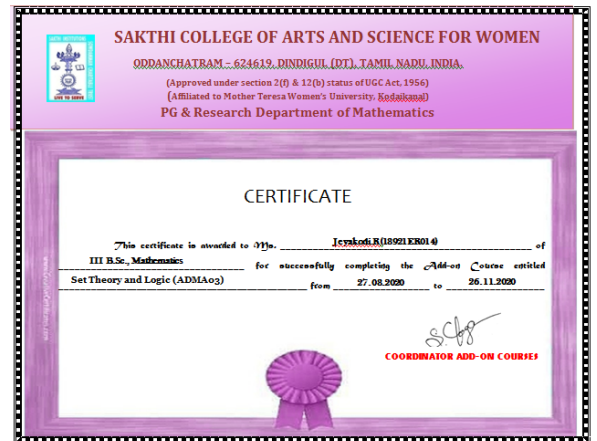 SAKTHI COLLEGE OF ARTS AND SCIENCE FOR WOMEN
ODDANCHATRAM – 624619. DINDIGUL (DT), TAMIL NADU, INDIA.
(Approved under section 2(f) & 12(b) status of UGC Act, 1956)
(Affiliated to Mother Teresa Women's University, Kodaikanal)
PG & Research Department of Mathematics
LIVE TO SERVE
CERTIFICATE
This certificate is awarded to Ms. Jeyakodi.R(18921ER014) of
III B.Sc., Mathematics for successfully completing the Add-on Course entitled
Set Theory and Logic (ADMA03) from 27.08.2020 to 26.11.2020
COORDINATOR ADD-ON COURSES